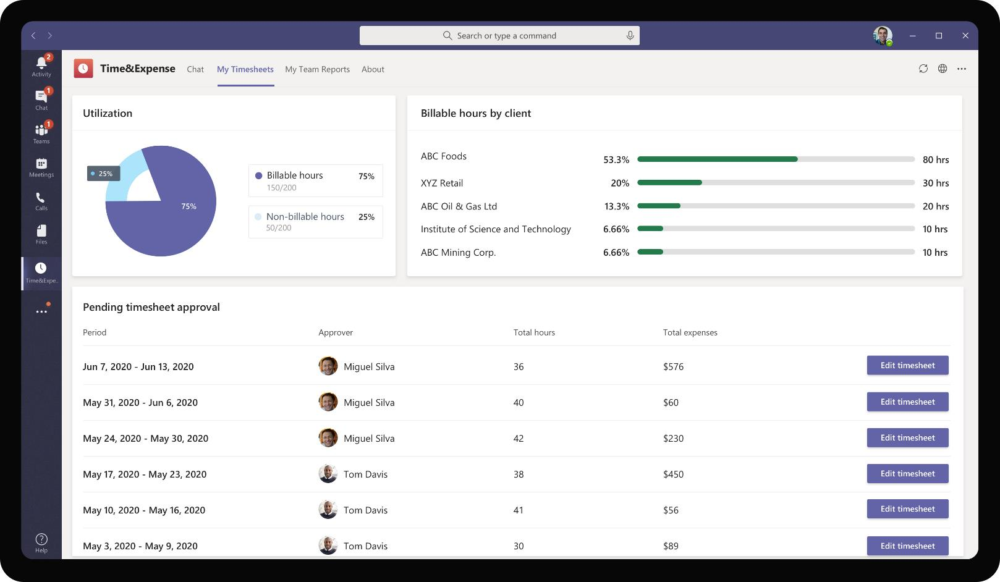 Search or type a command
2
Activity
1
Chat
1
Teams
Meetings
Calls
Files
Time&Expe..
Help
Time&Expense Chat My Timesheets My Team Reports About
Utilization
25%
75%
Billable hours 75%
150/200
Non-billable hours 25%
50/200
Billable hours by client
ABC Foods 53.3% 80 hrs
XYZ Retail 20% 30 hrs
ABC Oil & Gas Ltd 13.3% 20 hrs
Institute of Science and Technology 6.66% 10 hrs
ABC Mining Corp. 6.66% 10 hrs
Pending timesheet approval
Period Approver Total hours Total expenses
Jun 7, 2020 - Jun 13, 2020 Miguel Silva 36 $576 Edit timesheet
May 31, 2020 - Jun 6, 2020 Miguel Silva 40 $60 Edit timesheet
May 24, 2020 - May 30, 2020 Miguel Silva 42 $230 Edit timesheet
May 17, 2020 - May 23, 2020 Tom Davis 38 $450 Edit timesheet
May 10, 2020 - May 16, 2020 Tom Davis 41 $56 Edit timesheet
May 3, 2020 - May 9, 2020 Tom Davis 30 $89 Edit timesheet